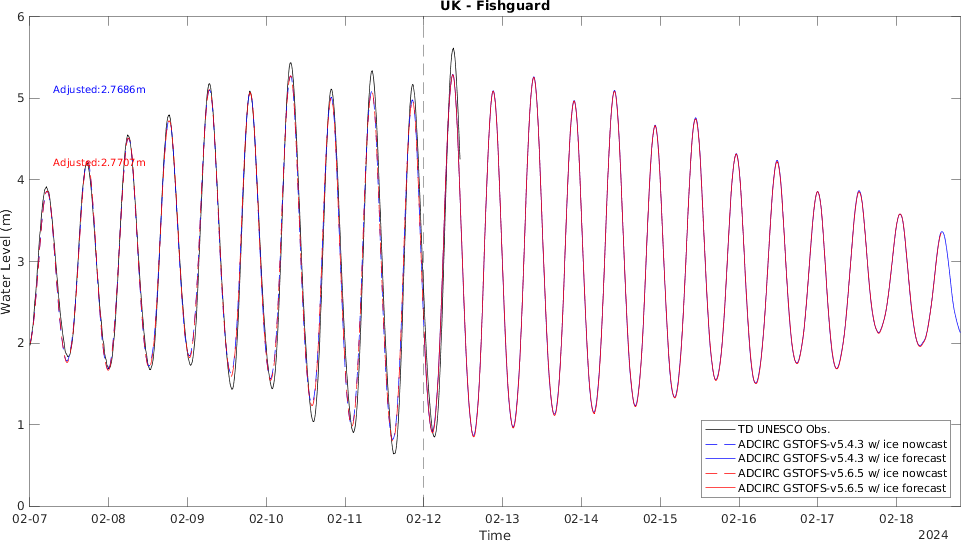 UK - Fishguard
6
5
4
3
2
1
0
Water Level (m)
Adjusted:2.7686m
Adjusted:2.7707m
TD UNESCO Obs.
ADCIRC GSTOFS-v5.4.3 w/ ice nowcast
ADCIRC GSTOFS-v5.4.3 w/ ice forecast
ADCIRC GSTOFS-v5.6.5 w/ ice nowcast
ADCIRC GSTOFS-v5.6.5 w/ ice forecast
02-07 02-08 02-09 02-10 02-11 02-12 02-13 02-14 02-15 02-16 02-17 02-18
Time
2024